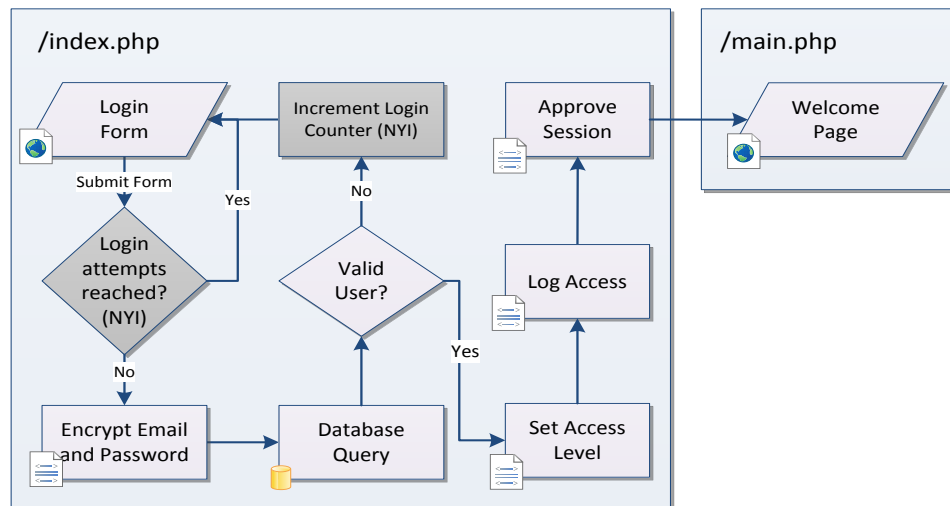 /index.php
/main.php
Login
Form
Increment Login
Counter (NYI)
Approve
Session
Welcome
Page
Submit Form
Yes
No
Login
attempts
reached?
(NYI)
Valid
User?
Log Access
Yes
No
Encrypt Email
and Password
Database
Query
Set Access
Level